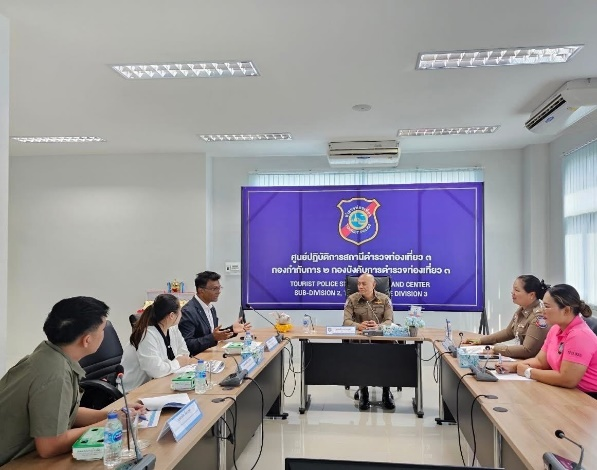 ศูนย์ปฏิบัติการสถานีตำรวจท่องเที่ยว ๓
กองกำกับการ ๒ กองบังคับการตำรวจท่องเที่ยว ๓
TOURIST POLICE AND CENTER
SUB-DIVISION 2, DIVISION 3